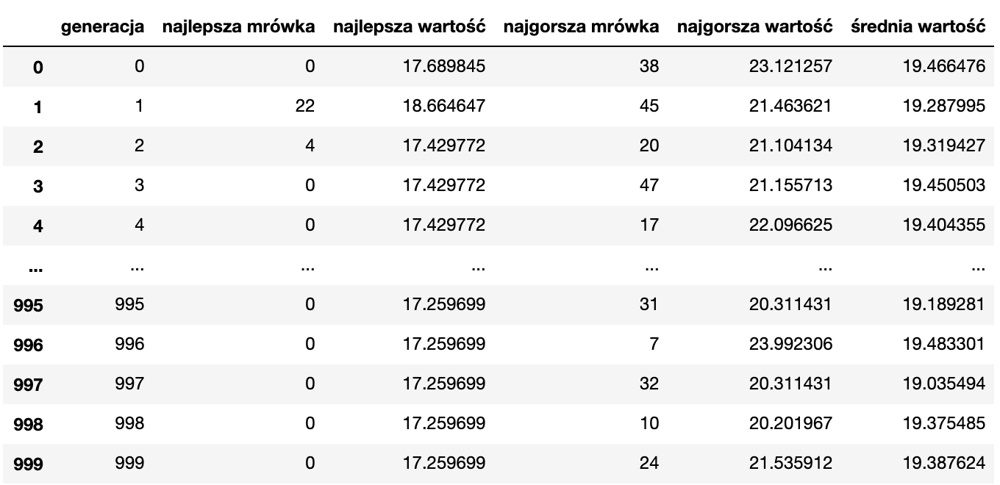 generacja najlepsza mrówka najlepsza wartość najgorsza mrówka najgorsza wartość średnia wartość
0 0 0 17.689845 38 23.121257 19.466476
1 1 22 18.664647 45 21.463621 19.287995
2 2 4 17.429772 20 21.104134 19.319427
3 3 0 17.429772 47 21.155713 19.450503
4 4 0 17.429772 17 22.096625 19.404355
... ... ... ... ... ... ...
995 995 0 17.259699 31 20.311431 19.189281
996 996 0 17.259699 7 23.992306 19.483301
997 997 0 17.259699 32 20.311431 19.035494
998 998 0 17.259699 10 20.201967 19.375485
999 999 0 17.259699 24 21.535912 19.387624